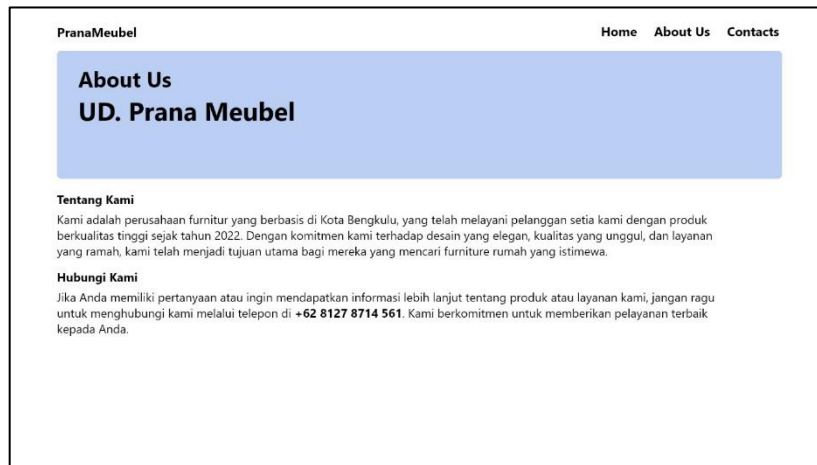 PranaMeubel Home About Us Contacts
About Us
UD. Prana Meubel
Tentang Kami
Kami adalah perusahaan furnitur yang berbasis di Kota Bengkulu, yang telah melayani pelanggan setia kami dengan produk
berkualitas tinggi sejak tahun 2022. Dengan komitmen kami terhadap desain yang elegan, kualitas yang unggul, dan layanan
yang ramah, kami telah menjadi tujuan utama bagi mereka yang mencari furniture rumah yang istimewa.
Hubungi Kami
Jika Anda memiliki pertanyaan atau ingin mendapatkan informasi lebih lanjut tentang produk atau layanan kami, jangan ragu
untuk menghubungi kami melalui telepon di +62 8127 8714 561. Kami berkomitmen untuk memberikan pelayanan terbaik
kepada Anda.